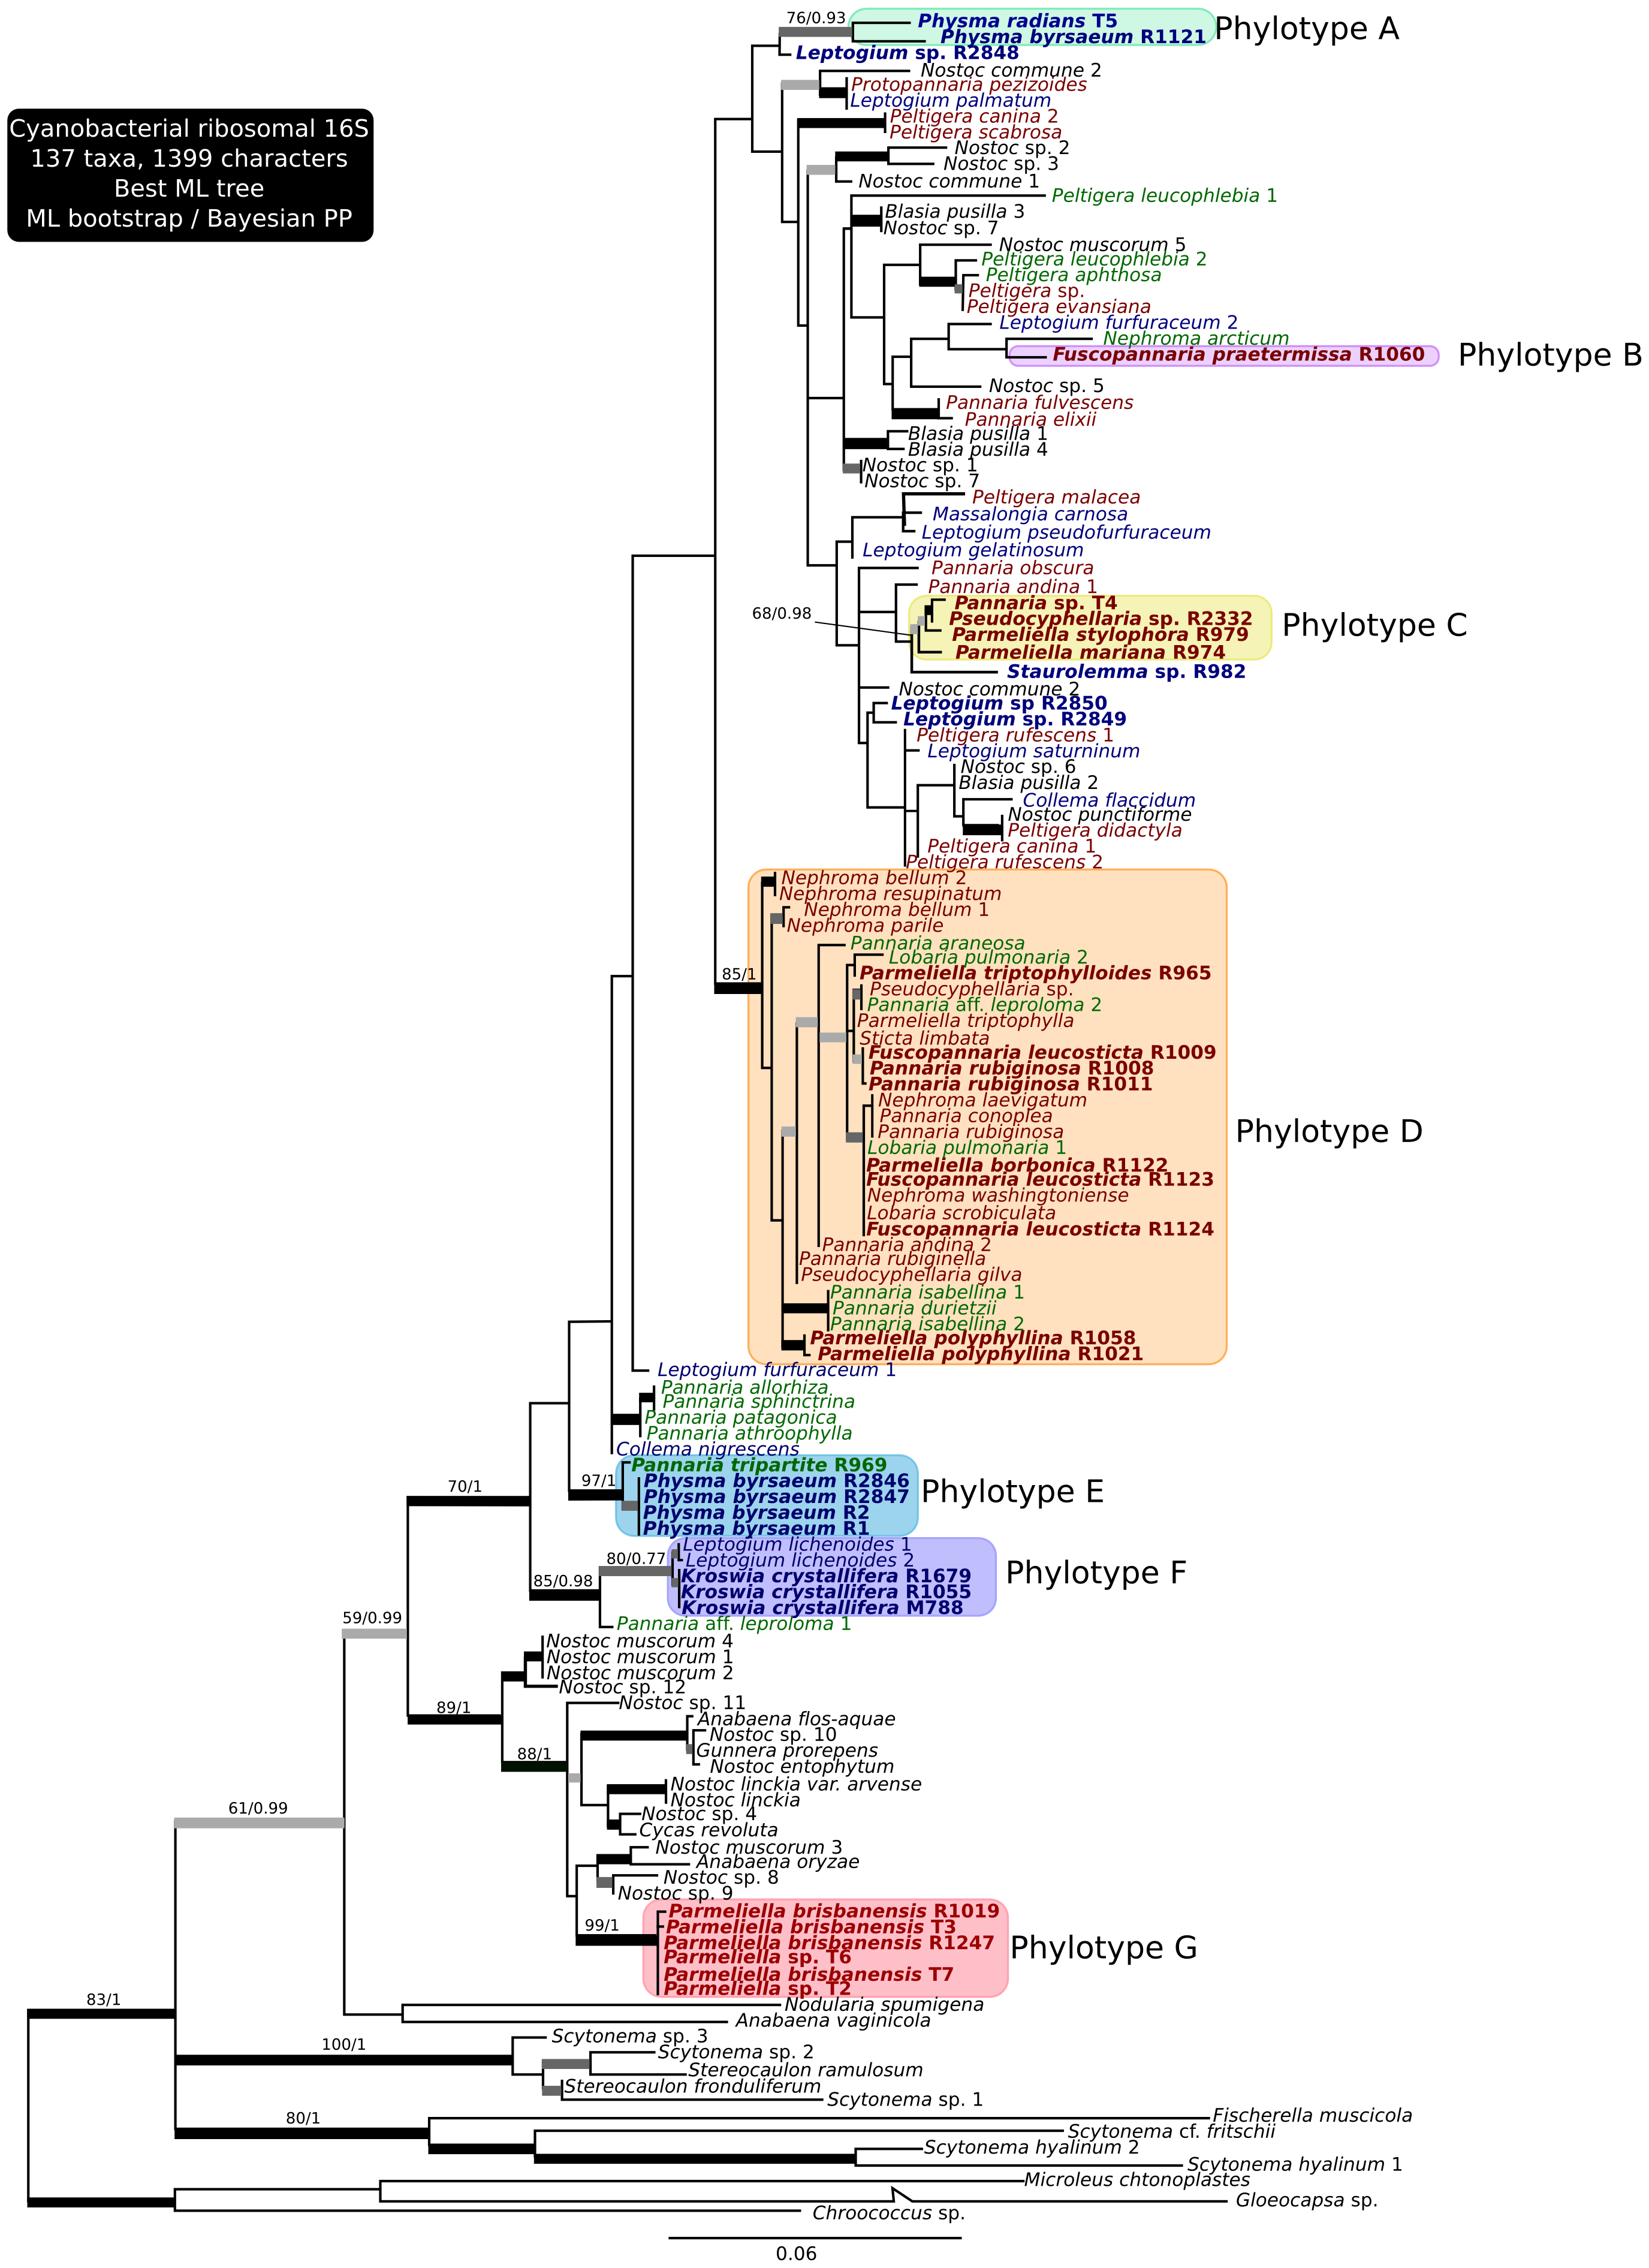 76/0.93
Physma radians T5
Phylotype A
Physma byrsaeum R1121
Leptogium sp. R2848
Nostoc commune 2
Protopannaria pezizoides
Leptogium palmatum
Cyanobacterial ribosomal 16S
137 taxa, 1399 characters
Best ML tree
ML bootstrap / Bayesian PP
Peltigera canina 2
Peltigera scabrosa
Nostoc sp. 2
Nostoc sp. 3
Nostoc commune 1
Peltigera leucophlebia 1
Blasia pusilla 3
Nostoc sp. 7
Nostoc muscorum 5
Peltigera leucophlebia 2
Peltigera aphthosa
Peltigera sp.
Peltigera evansiana
Leptogium furfuraceum 2
Nephroma arcticum
Fuscopannaria praetermissa R1060
Phylotype B
Nostoc sp. 5
Pannaria fulvescens
Pannaria elixii
Blasia pusilla 1
Blasia pusilla 4
Nostoc sp. 1
Nostoc sp. 7
Peltigera malacea
Massalongia carnosa
Leptogium pseudofurfuraceum
Leptogium gelatinosum
Pannaria obscura
Pannaria andina 1
Pannaria sp. T4
68/0.98
Pseudocyphellaria sp. R2332
Phylotype C
Parmeliella stylophora R979
Parmeliella mariana R974
Staurolemma sp. R982
Nostoc commune 2
Leptogium sp R2850
Leptogium sp. R2849
Peltigera rufescens 1
Leptogium saturninum
Nostoc sp. 6
Blasia pusilla 2
Collema flaccidum
Nostoc punctiforme
Peltigera didactyla
Peltigera canina 1
Peltigera rufescens 2
Nephroma bellum 2
Nephroma resupinatum
Nephroma bellum 1
Nephroma parile
Pannaria araneosa
Lobaria pulmonaria 2
85/1
Parmeliella triptophylloides R965
Pseudocyphellaria sp.
Pannaria aff. leproloma 2
Parmeliella triptophylla
Sticta limbata
Fuscopannaria leucosticta R1009
Pannaria rubiginosa R1008
Pannaria rubiginosa R1011
Nephroma laevigatum
Pannaria conoplea
Pannaria rubiginosa
Phylotype D
Lobaria pulmonaria 1
Parmeliella borbonica R1122
Fuscopannaria leucosticta R1123
Nephroma washingtoniense
Lobaria scrobiculata
Fuscopannaria leucosticta R1124
Pannaria andina 2
Pannaria rubiginella
Pseudocyphellaria gilva
Pannaria isabellina 1
Pannaria durietzii
Pannaria isabellina 2
Parmeliella polyphyllina R1058
Parmeliella polyphyllina R1021
Leptogium furfuraceum 1
Pannaria allorhiza
Pannaria sphinctrina
Pannaria patagonica
Pannaria athroophylla
Collema nigrescens
Pannaria tripartite R969
70/1
97/1
Physma byrsaeum R2846
Physma byrsaeum R2847
Phylotype E
Physma byrsaeum R2
Physma byrsaeum R1
Leptogium lichenoides 1
80/0.77
Leptogium lichenoides 2
Phylotype F
85/0.98
Kroswia crystallifera R1679
Kroswia crystallifera R1055
Kroswia crystallifera M788
59/0.99
Pannaria aff. leproloma 1
Nostoc muscorum 4
Nostoc muscorum 1
Nostoc muscorum 2
Nostoc sp. 12
89/1
Nostoc sp. 11
Anabaena flos-aquae
Nostoc sp. 10
88/1
Gunnera prorepens
Nostoc entophytum
Nostoc linckia var. arvense
Nostoc linckia
61/0.99
Nostoc sp. 4
Cycas revoluta
Nostoc muscorum 3
Anabaena oryzae
Nostoc sp. 8
Nostoc sp. 9
Parmeliella brisbanensis R1019
99/1
Parmeliella brisbanensis T3
Parmeliella brisbanensis R1247
Phylotype G
Parmeliella sp. T6
Parmeliella brisbanensis T7
Parmeliella sp. T2
83/1
Nodularia spumigena
Anabaena vaginicola
Scytonema sp. 3
100/1
Scytonema sp. 2
Stereocaulon ramulosum
Stereocaulon fronduliferum
Scytonema sp. 1
80/1
Fischerella muscicola
Scytonema cf. fritschii
Scytonema hyalinum 2
Scytonema hyalinum 1
Microleus chtonoplastes
Gloeocapsa sp.
Chroococcus sp.
0.06